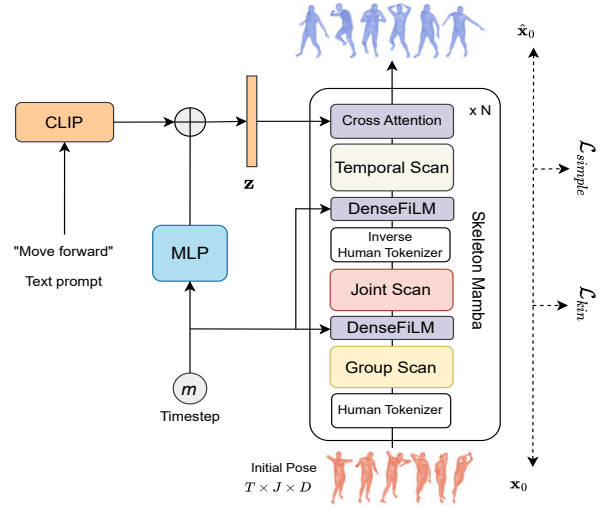 x̂₀
CLIP
Cross Attention
x N
Temporal Scan
z
ℒsimple
DenseFiLM
"Move forward"
Text prompt
MLP
Inverse
Human Tokenizer
Skeleton Mamba
Joint Scan
ℒkin
DenseFiLM
Group Scan
m
Timestep
Human Tokenizer
Initial Pose
T × J × D
x₀